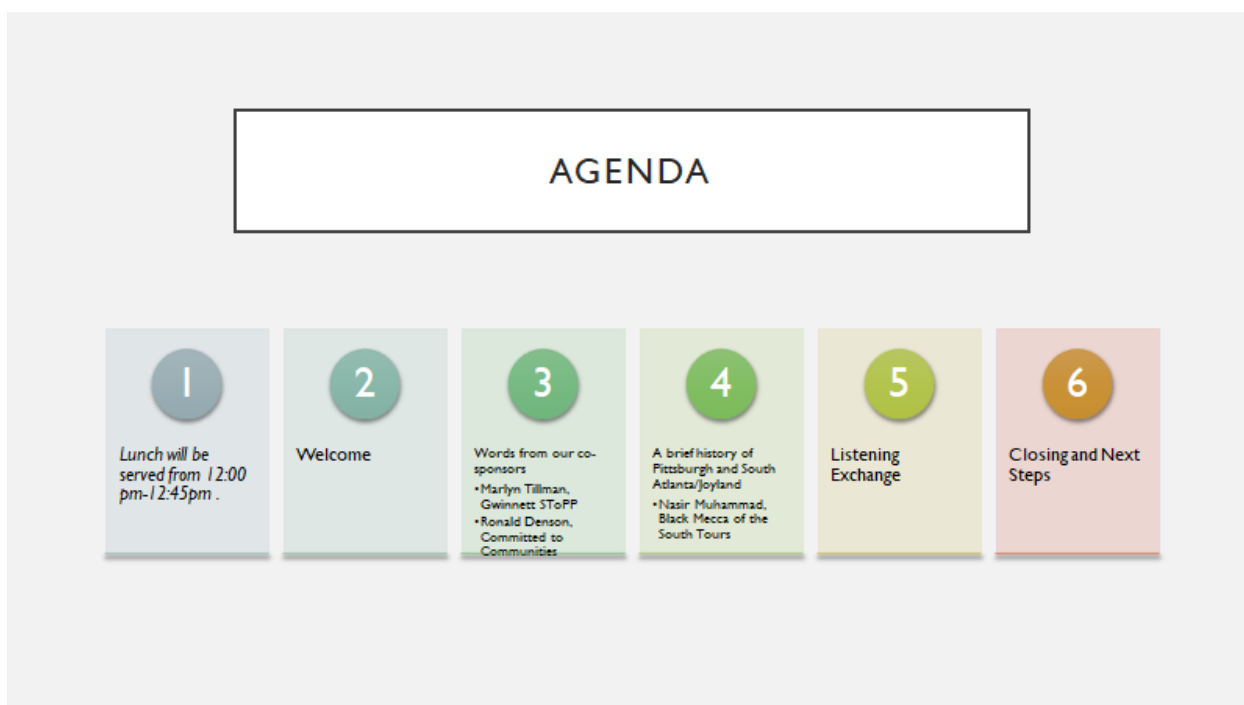 AGENDA
1
Lunch will be
served from 12:00
pm-12:45pm .
2
Welcome
3
Words from our co-
sponsors
•Marlyn Tillman,
Gwinnett SToPP
•Ronald Denson,
Committed to
Communities
4
A brief history of
Pittsburgh and South
Atlanta/Joyland
•Nasir Muhammad,
Black Mecca of the
South Tours
5
Listening
Exchange
6
Closing and Next
Steps